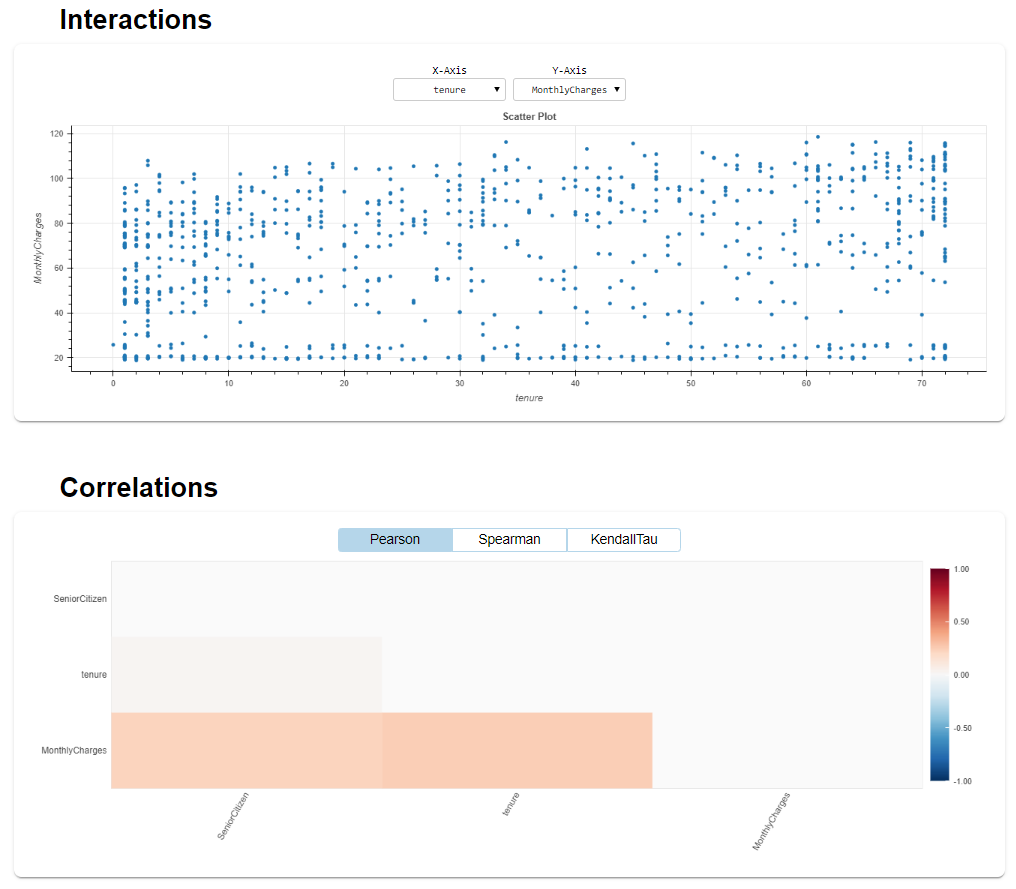 Interactions
X-Axis Y-Axis
tenure ▼ MonthlyCharges ▼
Scatter Plot
120
100
80
60
40
20
MonthlyCharges
0 10 20 30 40 50 60 70
tenure
Correlations
Pearson Spearman KendallTau
SeniorCitizen
tenure
MonthlyCharges
SeniorCitizen tenure MonthlyCharges
1.00
0.50
0.00
-0.50
-1.00